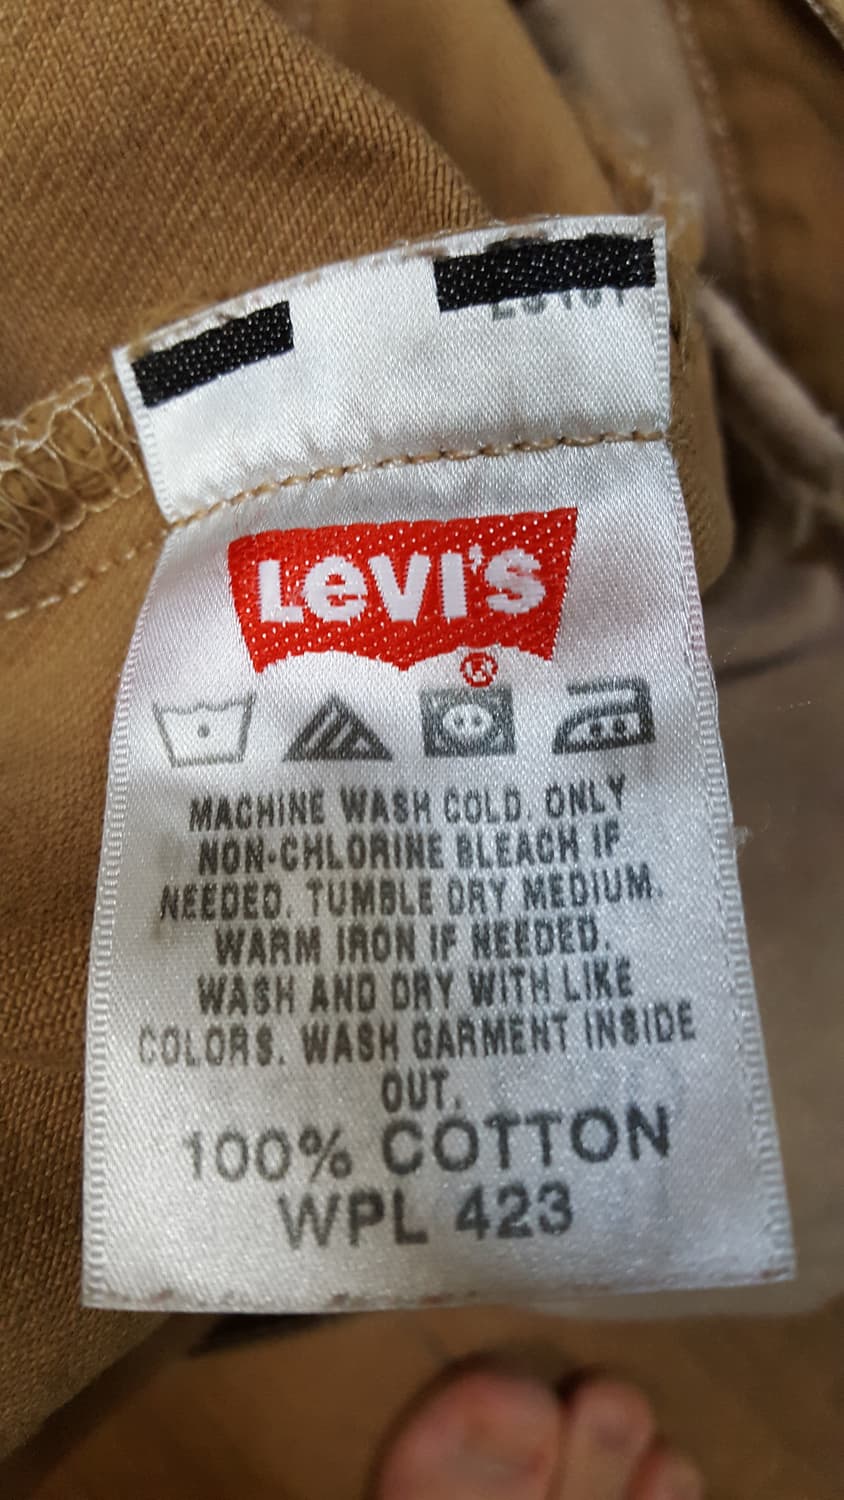 LEVI'S
®
MACHINE WASH COLD. ONLY
NON-CHLORINE BLEACH IF
NEEDED. TUMBLE DRY MEDIUM.
WARM IRON IF NEEDED.
WASH AND DRY WITH LIKE
COLORS. WASH GARMENT INSIDE
OUT.
100% COTTON
WPL 423